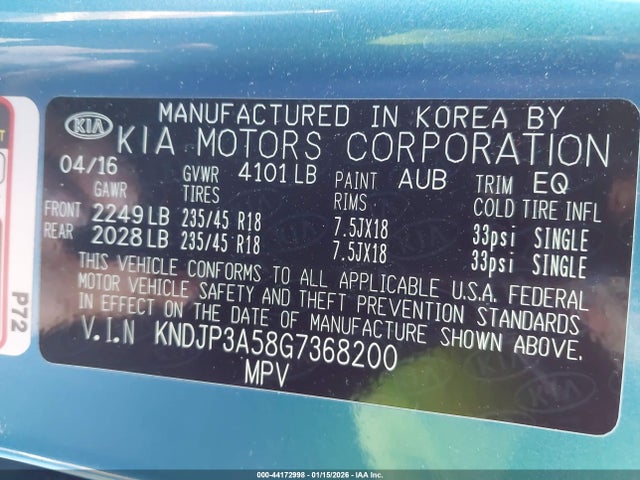 MANUFACTURED IN KOREA BY
KIA KIA MOTORS CORPORATION
04/16 GVWR 4101 LB PAINT AUB TRIM EQ
GAWR TIRES RIMS COLD TIRE INFL
FRONT 2249 LB 235/45 R18 7.5JX18 33psi SINGLE
REAR 2028 LB 235/45 R18 7.5JX18 33psi SINGLE
THIS VEHICLE CONFORMS TO ALL APPLICABLE U.S.A. FEDERAL
MOTOR VEHICLE SAFETY AND THEFT PREVENTION STANDARDS
IN EFFECT ON THE DATE OF MANUFACTURE SHOWN ABOVE.
V.I.N KNDJP3A58G7368200
MPV
P72
000-44172998 - 01/15/2026 - IAA Inc.